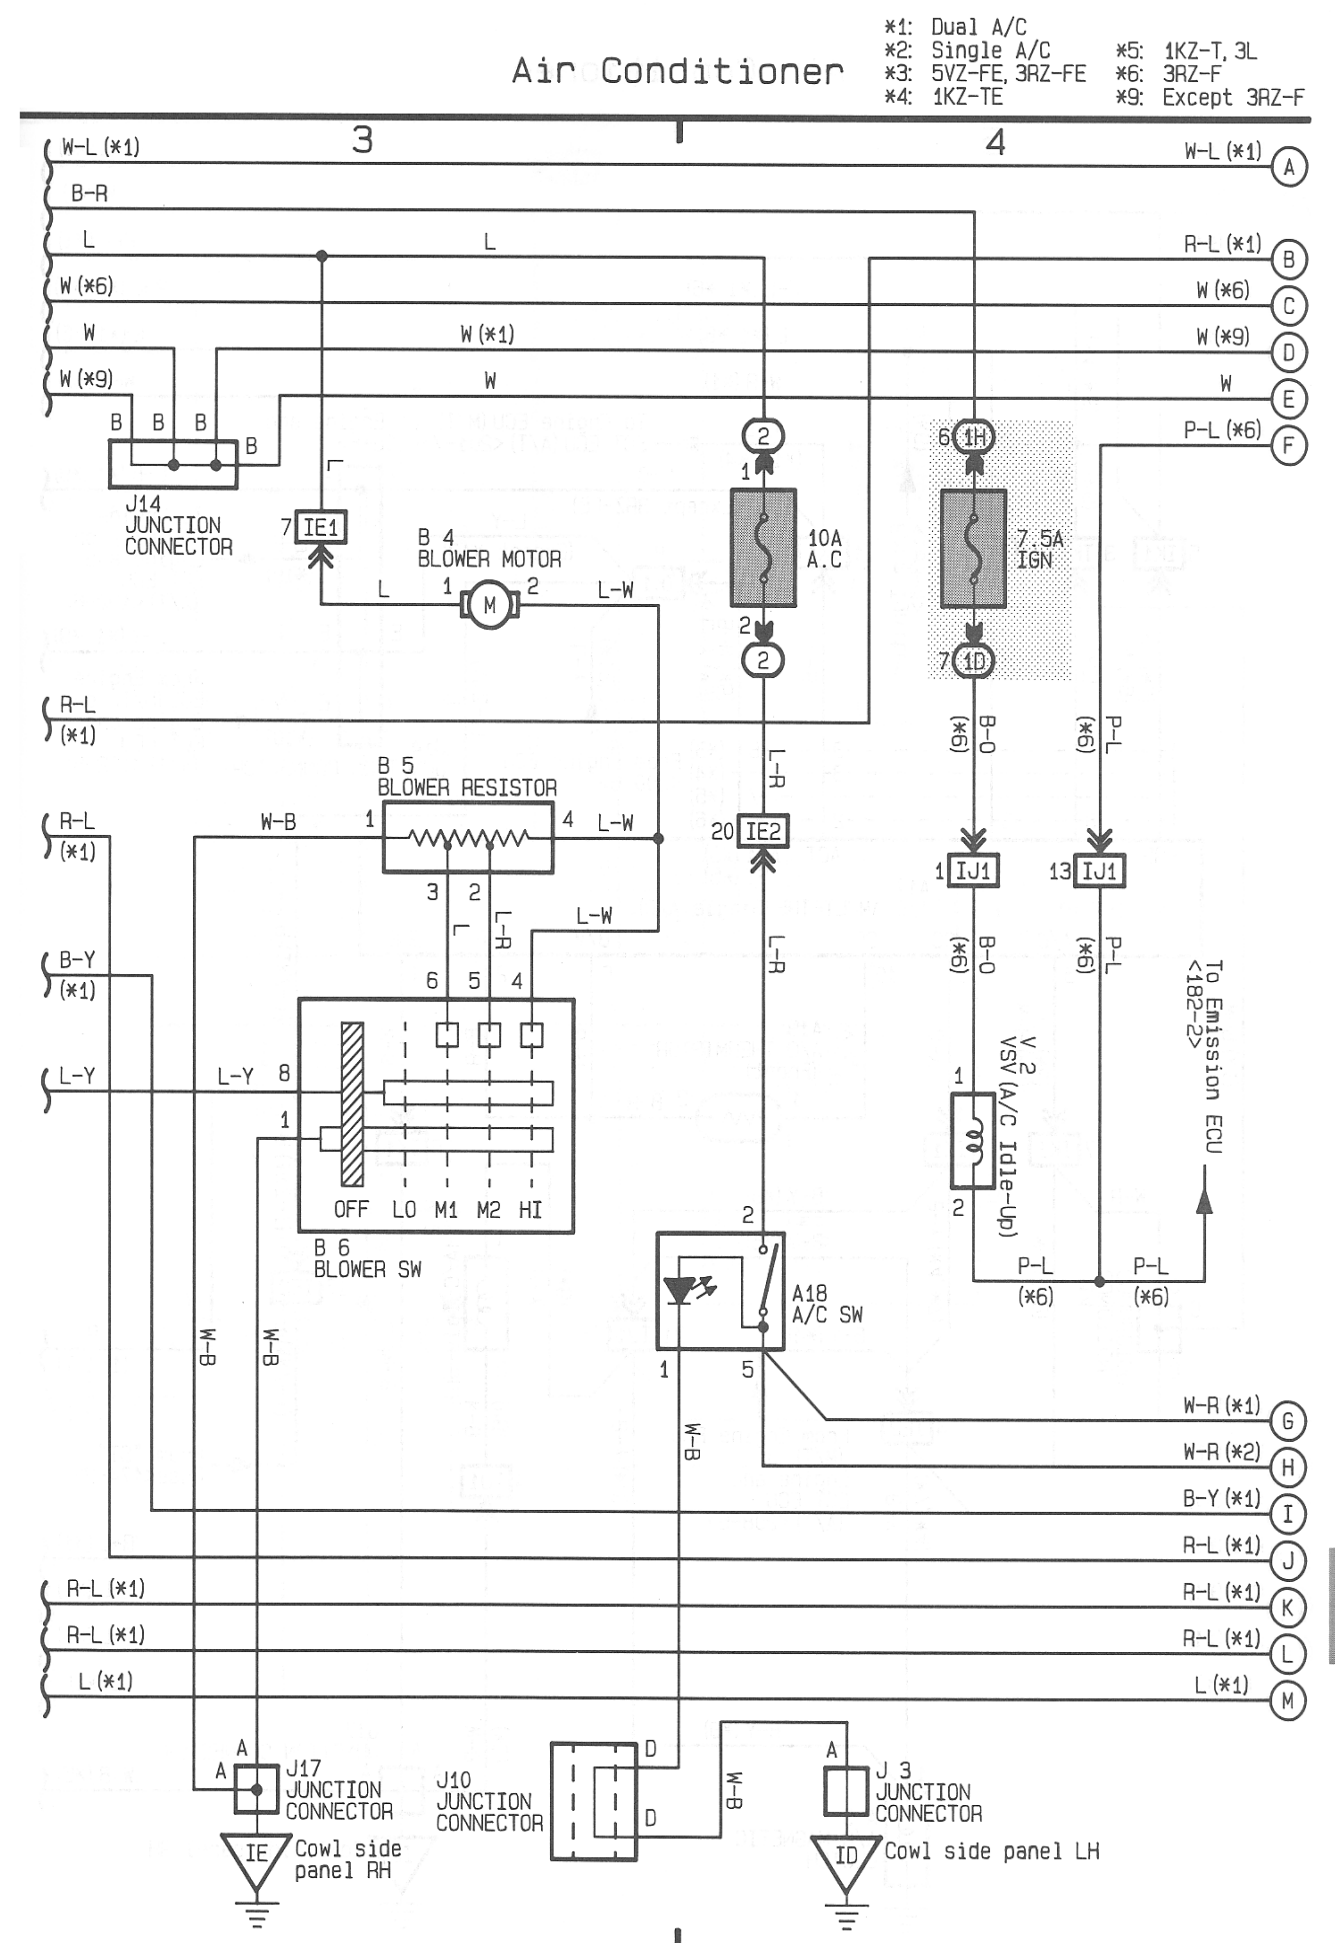 Air Conditioner
*1: Dual A/C
*2: Single A/C
*3: 5VZ-FE, 3RZ-FE
*4: 1KZ-TE
*5: 1KZ-T, 3L
*6: 3RZ-F
*9: Except 3RZ-F
3
4
W-L (*1)
W-L (*1)
A
B-R
L
L
R-L (*1)
B
W (*6)
W (*6)
C
W
W (*1)
W (*9)
D
W (*9)
W
W
E
B
B
B
B
P-L (*6)
F
2
6
1H
1
L
J14
JUNCTION
CONNECTOR
7
IE1
B 4
BLOWER MOTOR
10A
A.C
7.5A
IGN
L
1
M
2
L-W
2
2
7
1D
R-L
(*1)
B-O
(*6)
P-L
(*6)
L-R
B 5
BLOWER RESISTOR
R-L
(*1)
W-B
1
4
L-W
20
IE2
1
IJ1
13
IJ1
3
2
L
L-R
L-W
L-R
B-O
(*6)
P-L
(*6)
B-Y
(*1)
6
5
4
To Emission ECU
<182-2>
V 2
VSV (A/C Idle-Up)
L-Y
L-Y
8
1
1
OFF
LO
M1
M2
HI
B 6
BLOWER SW
2
2
P-L
(*6)
P-L
(*6)
A18
A/C SW
W-B
W-B
1
5
W-R (*1)
G
W-B
W-R (*2)
H
B-Y (*1)
I
R-L (*1)
J
R-L (*1)
R-L (*1)
K
R-L (*1)
R-L (*1)
L
L (*1)
L (*1)
M
A
A
J17
JUNCTION
CONNECTOR
J10
JUNCTION
CONNECTOR
D
D
W-B
A
J 3
JUNCTION
CONNECTOR
IE
Cowl side
panel RH
ID
Cowl side panel LH